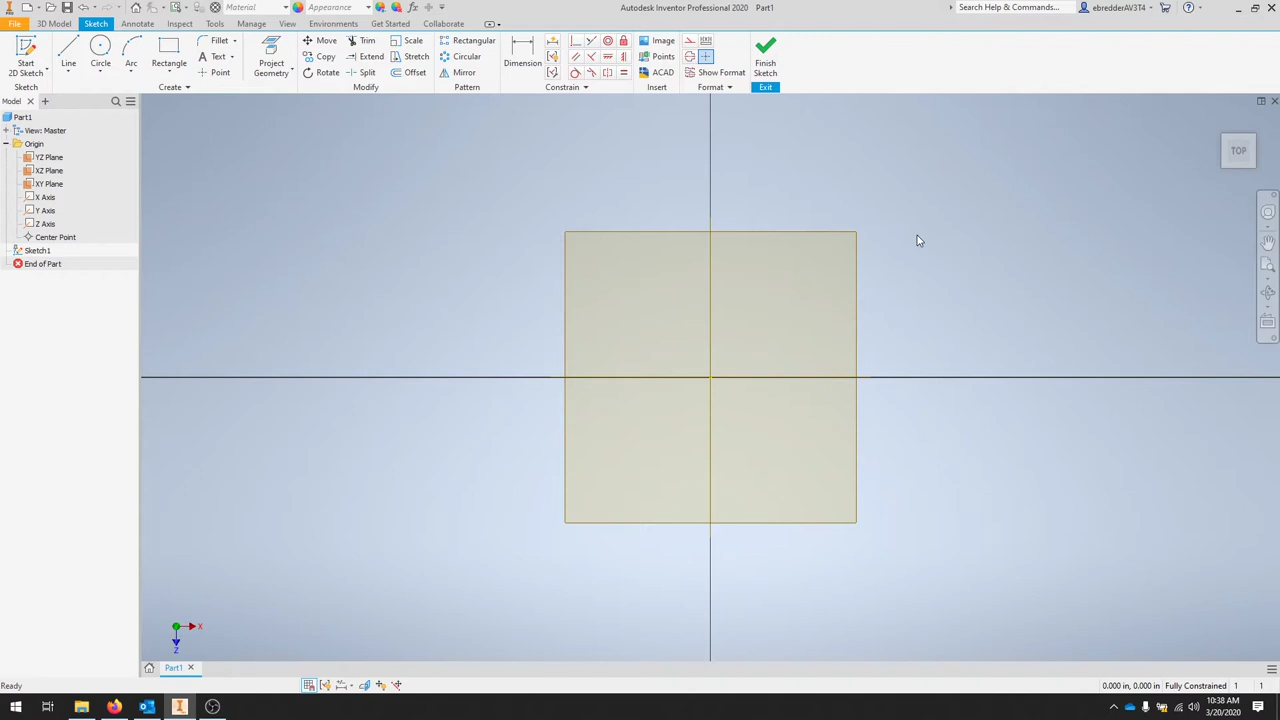 Material
Appearance
Autodesk Inventor Professional 2020   Part1
Search Help & Commands...
ebredderAV3T4
File
3D Model
Sketch
Annotate
Inspect
Tools
Manage
View
Environments
Get Started
Collaborate
Start
2D Sketch
Sketch
Line
Circle
Arc
Rectangle
Fillet
Text
Point
Create
Project
Geometry
Move
Copy
Rotate
Trim
Extend
Split
Scale
Stretch
Offset
Modify
Rectangular
Circular
Mirror
Pattern
Dimension
Constrain
Image
Points
ACAD
Insert
Show Format
Format
Finish
Sketch
Exit
Model
Part1
View: Master
Origin
YZ Plane
XZ Plane
XY Plane
X Axis
Y Axis
Z Axis
Center Point
Sketch1
End of Part
TOP
X
Z
Part1
Ready
0.000 in, 0.000 in
Fully Constrained
1
1
10:38 AM
3/20/2020